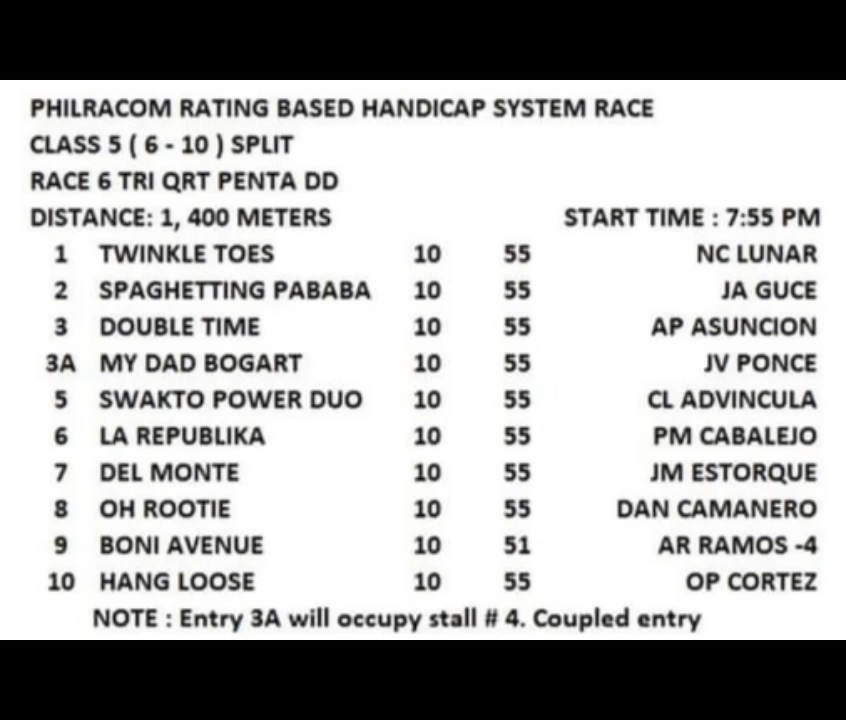 PHILRACOM RATING BASED HANDICAP SYSTEM RACE
CLASS 5 ( 6 - 10 ) SPLIT
RACE 6 TRI QRT PENTA DD
DISTANCE: 1, 400 METERS START TIME : 7:55 PM
1 TWINKLE TOES 10 55 NC LUNAR
2 SPAGHETTING PABABA 10 55 JA GUCE
3 DOUBLE TIME 10 55 AP ASUNCION
3A MY DAD BOGART 10 55 JV PONCE
5 SWAKTO POWER DUO 10 55 CL ADVINCULA
6 LA REPUBLIKA 10 55 PM CABALEJO
7 DEL MONTE 10 55 JM ESTORQUE
8 OH ROOTIE 10 55 DAN CAMANERO
9 BONI AVENUE 10 51 AR RAMOS -4
10 HANG LOOSE 10 55 OP CORTEZ
NOTE : Entry 3A will occupy stall # 4. Coupled entry